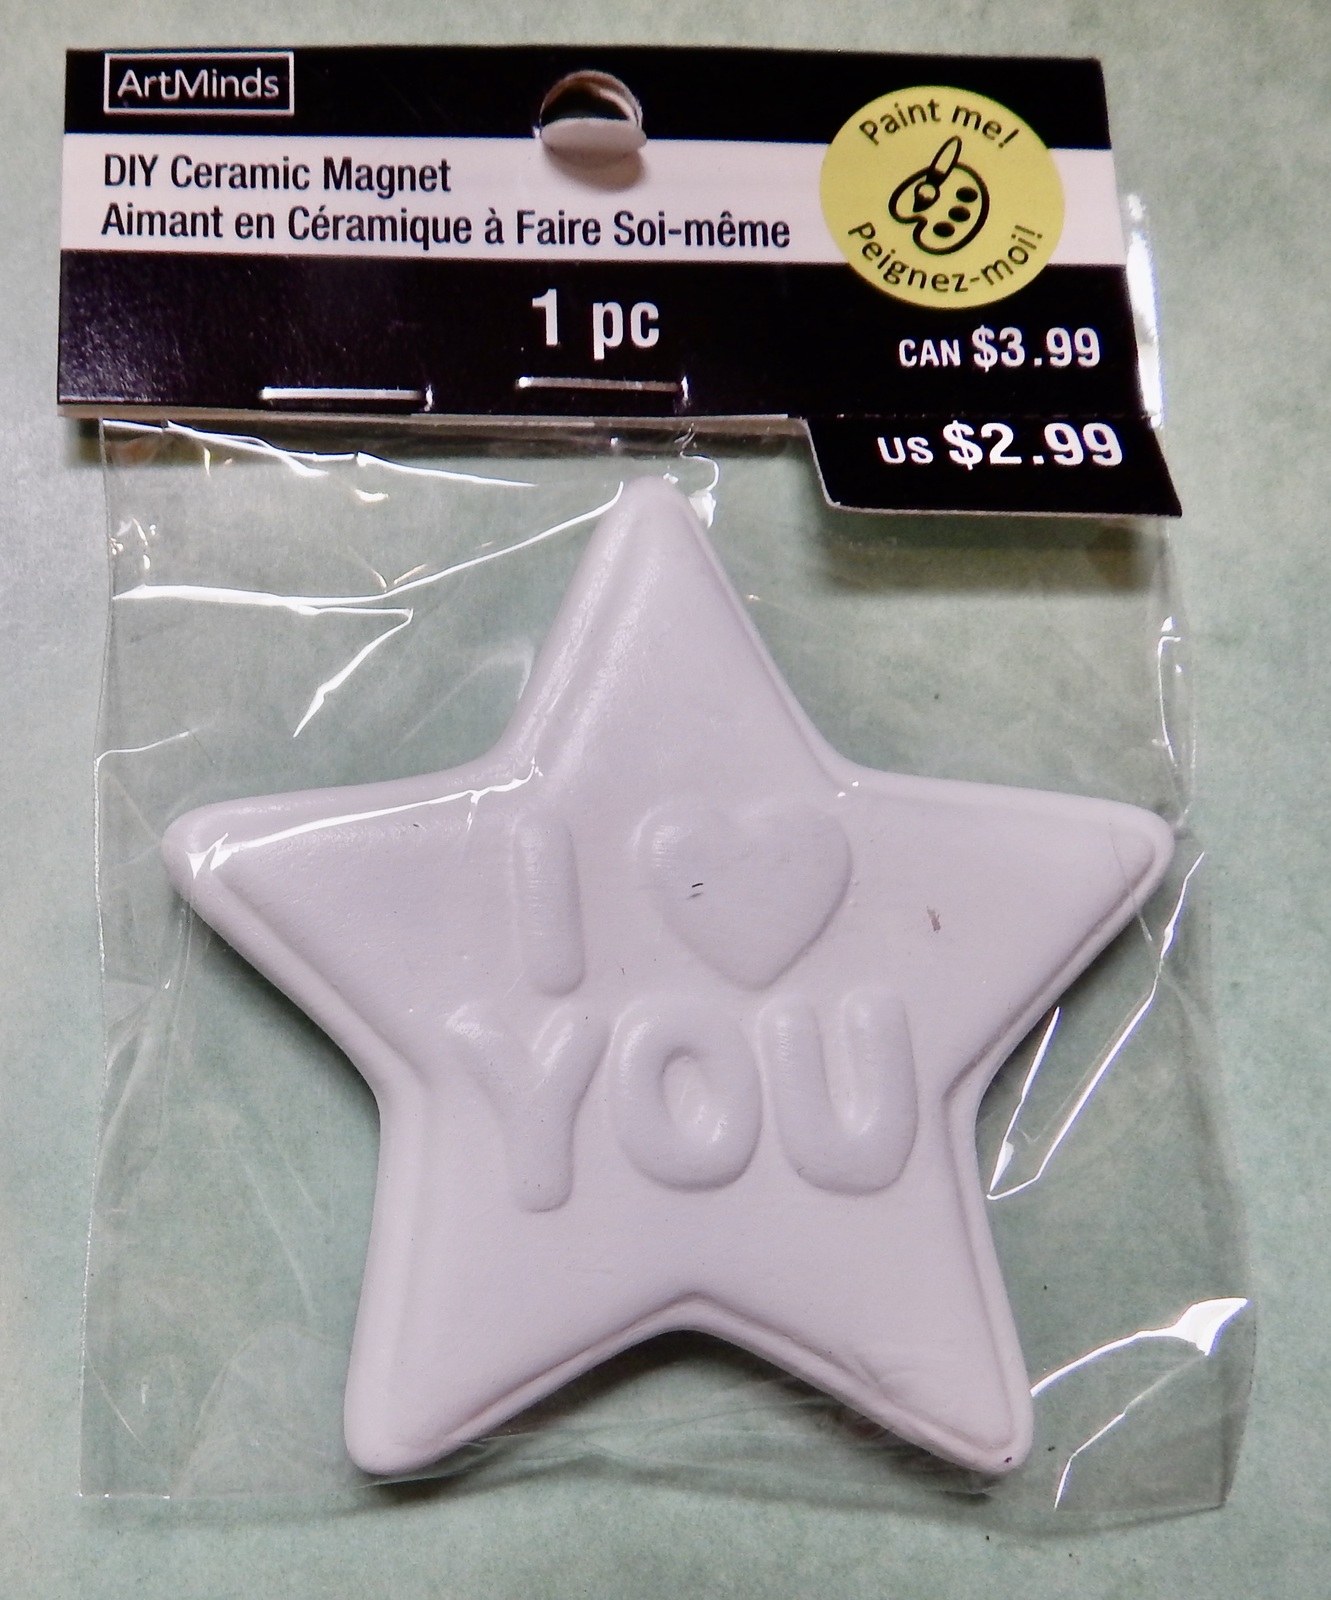 ArtMinds
DIY Ceramic Magnet
Aimant en Céramique à Faire Soi-même
Paint me!
Peignez-moi!
1 pc
CAN $3.99
US $2.99
I ♥
YOU